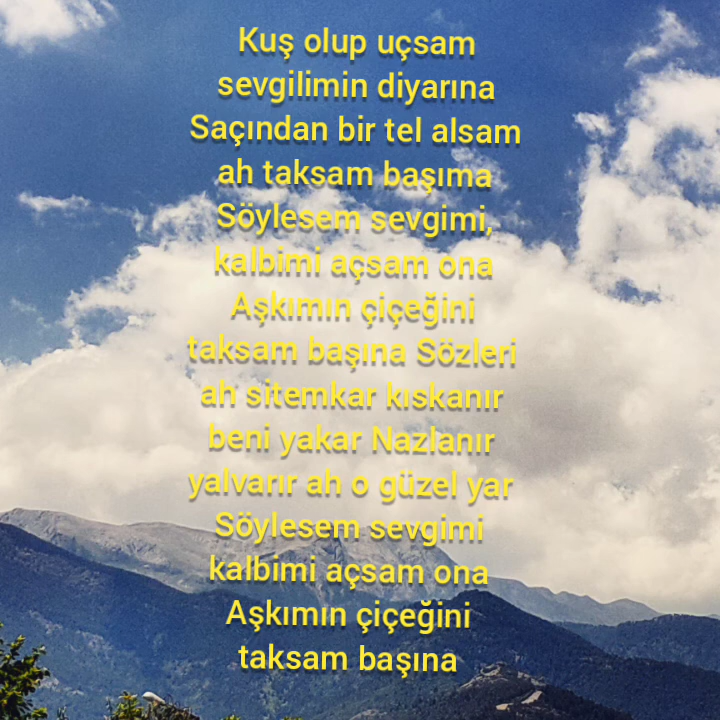 Kuş olup uçsam
sevgilimin diyarına
Saçından bir tel alsam
ah taksam başıma
Söylesem sevgimi,
kalbimi açsam ona
Aşkımın çiçeğini
taksam başına Sözleri
ah sitemkar kıskanır
beni yakar Nazlanır
yalvarır ah o güzel yar
Söylesem sevgimi
kalbimi açsam ona
Aşkımın çiçeğini
taksam başına